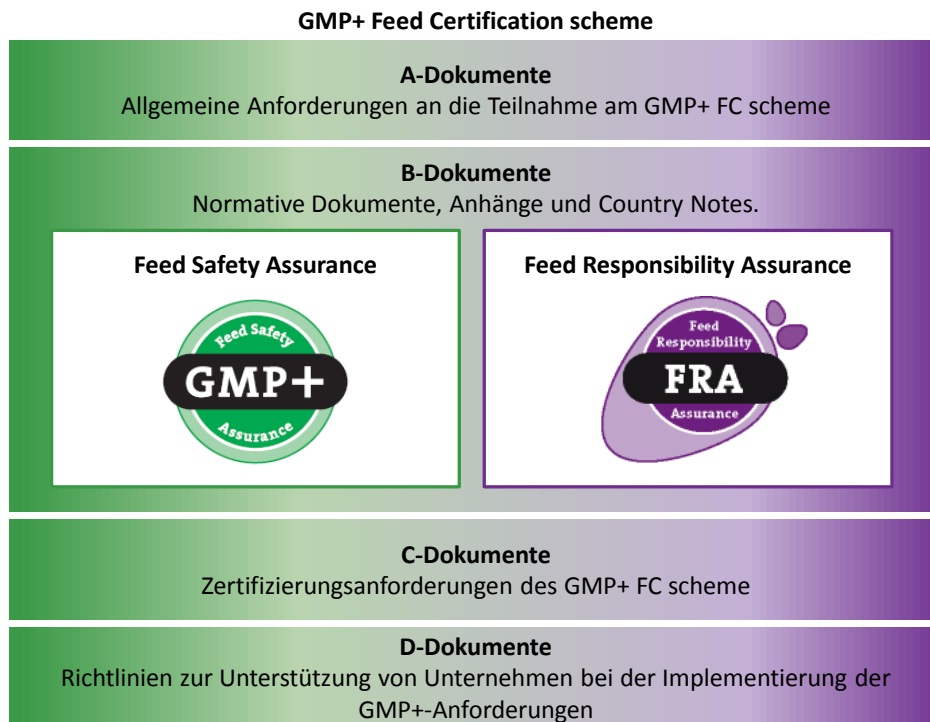 GMP+ Feed Certification scheme
A-Dokumente
Allgemeine Anforderungen an die Teilnahme am GMP+ FC scheme
B-Dokumente
Normative Dokumente, Anhänge und Country Notes.
Feed Safety Assurance
Feed Safety
GMP+
Assurance
Feed Responsibility Assurance
Feed
Responsibility
FRA
Assurance
C-Dokumente
Zertifizierungsanforderungen des GMP+ FC scheme
D-Dokumente
Richtlinien zur Unterstützung von Unternehmen bei der Implementierung der
GMP+-Anforderungen